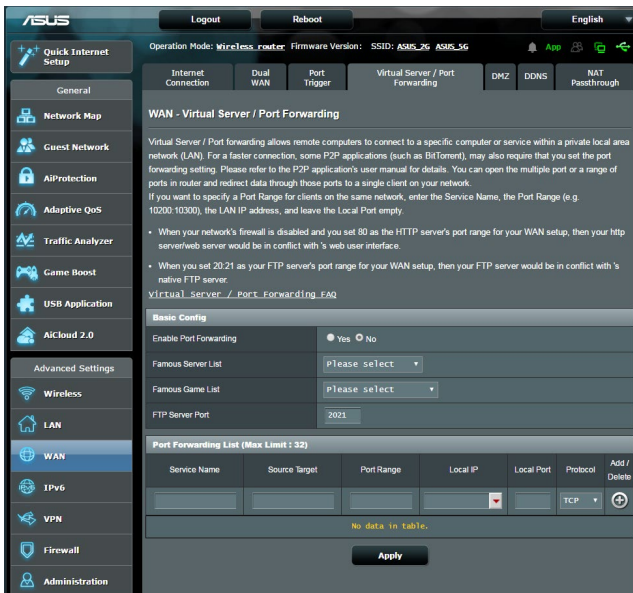 ASUS
Logout
Reboot
English
Quick Internet
Setup
General
Network Map
Guest Network
AiProtection
Adaptive QoS
Traffic Analyzer
Game Boost
USB Application
AiCloud 2.0
Advanced Settings
Wireless
LAN
WAN
IPv6
VPN
Firewall
Administration
Operation Mode: Wireless router Firmware Version: SSID: ASUS_2G ASUS_5G
App
Internet
Connection
Dual
WAN
Port
Trigger
Virtual Server / Port
Forwarding
DMZ
DDNS
NAT
Passthrough
WAN - Virtual Server / Port Forwarding
Virtual Server / Port forwarding allows remote computers to connect to a specific computer or service within a private local area
network (LAN). For a faster connection, some P2P applications (such as BitTorrent), may also require that you set the port
forwarding setting. Please refer to the P2P application's user manual for details. You can open the multiple port or a range of
ports in router and redirect data through those ports to a single client on your network.
If you want to specify a Port Range for clients on the same network, enter the Service Name, the Port Range (e.g.
10200:10300), the LAN IP address, and leave the Local Port empty.
• When your network's firewall is disabled and you set 80 as the HTTP server's port range for your WAN setup, then your http
server/web server would be in conflict with 's web user interface.
• When you set 20:21 as your FTP server's port range for your WAN setup, then your FTP server would be in conflict with 's
native FTP server.
Virtual Server / Port Forwarding FAQ
Basic Config
Enable Port Forwarding
Yes No
Famous Server List
Please select
Famous Game List
Please select
FTP Server Port
2021
Port Forwarding List (Max Limit : 32)
Service Name
Source Target
Port Range
Local IP
Local Port
Protocol
Add /
Delete
TCP
No data in table.
Apply